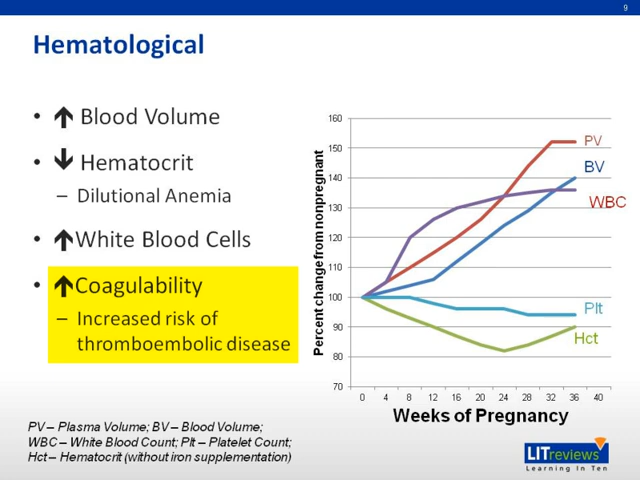 9
Hematological
• 🡹 Blood Volume
• 🡻 Hematocrit
– Dilutional Anemia
• 🡹White Blood Cells
• 🡹Coagulability
– Increased risk of
thromboembolic disease
Percent change from nonpregnant
160
150
140
130
120
110
100
90
80
70
PV
BV
WBC
Plt
Hct
0 4 8 12 16 20 24 28 32 36 40
Weeks of Pregnancy
PV – Plasma Volume; BV – Blood Volume;
WBC – White Blood Count; Plt – Platelet Count;
Hct – Hematocrit (without iron supplementation)
LITreviews
Learning In Ten